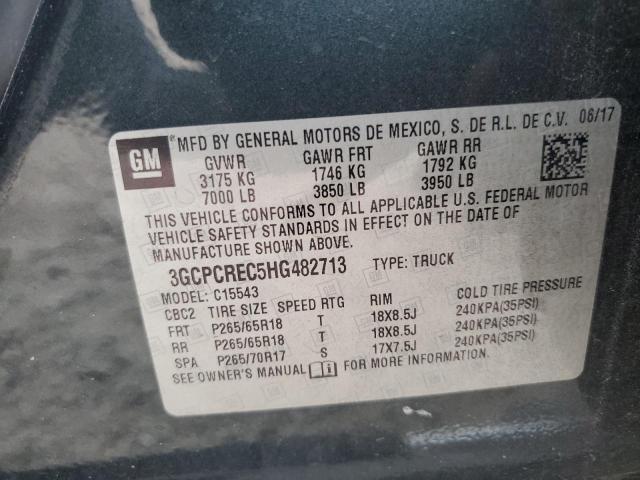 GM
MFD BY GENERAL MOTORS DE MEXICO, S. DE R.L. DE C.V. 06/17
GVWR GAWR FRT GAWR RR
3175 KG 1746 KG 1792 KG
7000 LB 3850 LB 3950 LB
THIS VEHICLE CONFORMS TO ALL APPLICABLE U.S. FEDERAL MOTOR
VEHICLE SAFETY STANDARDS IN EFFECT ON THE DATE OF
MANUFACTURE SHOWN ABOVE.
3GCPCREC5HG482713 TYPE: TRUCK
MODEL: C15543
CBC2 TIRE SIZE SPEED RTG RIM COLD TIRE PRESSURE
FRT P265/65R18 T 18X8.5J 240KPA(35PSI)
RR P265/65R18 T 18X8.5J 240KPA(35PSI)
SPA P265/70R17 S 17X7.5J 240KPA(35PSI)
SEE OWNER'S MANUAL FOR MORE INFORMATION.